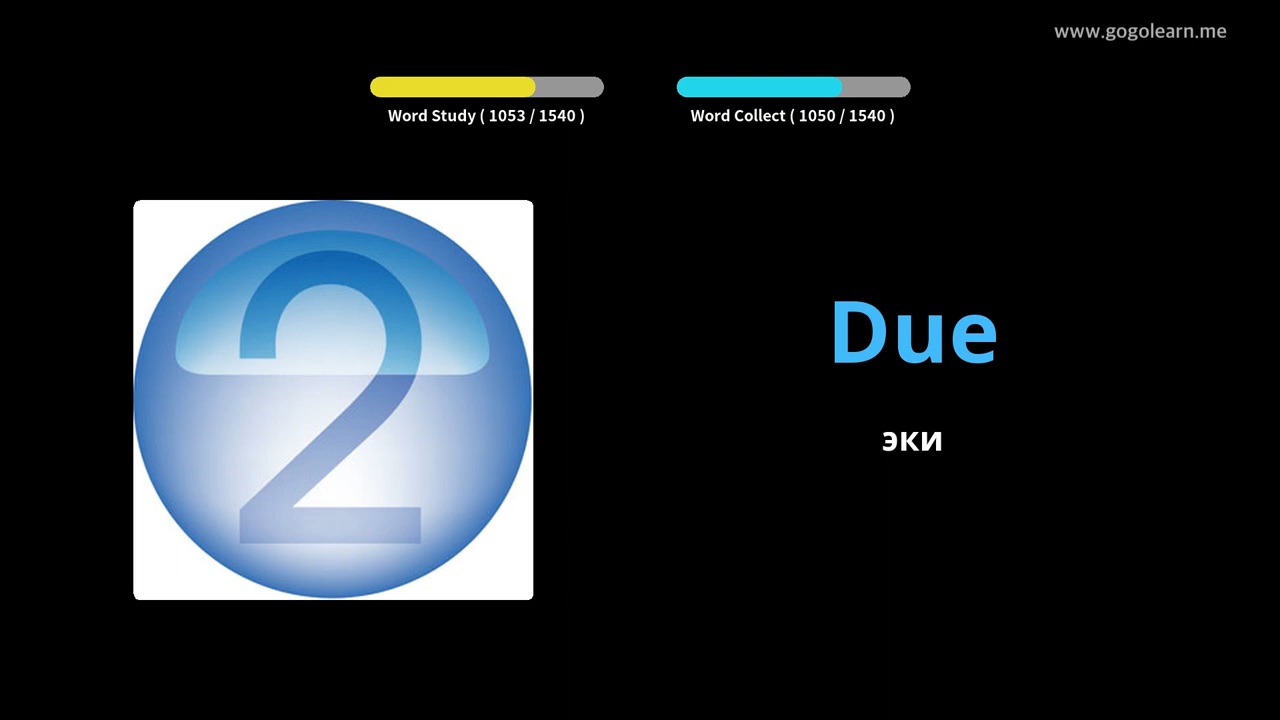 www.gogolearn.me
Word Study ( 1053 / 1540 )
Word Collect ( 1050 / 1540 )
2
Due
эки